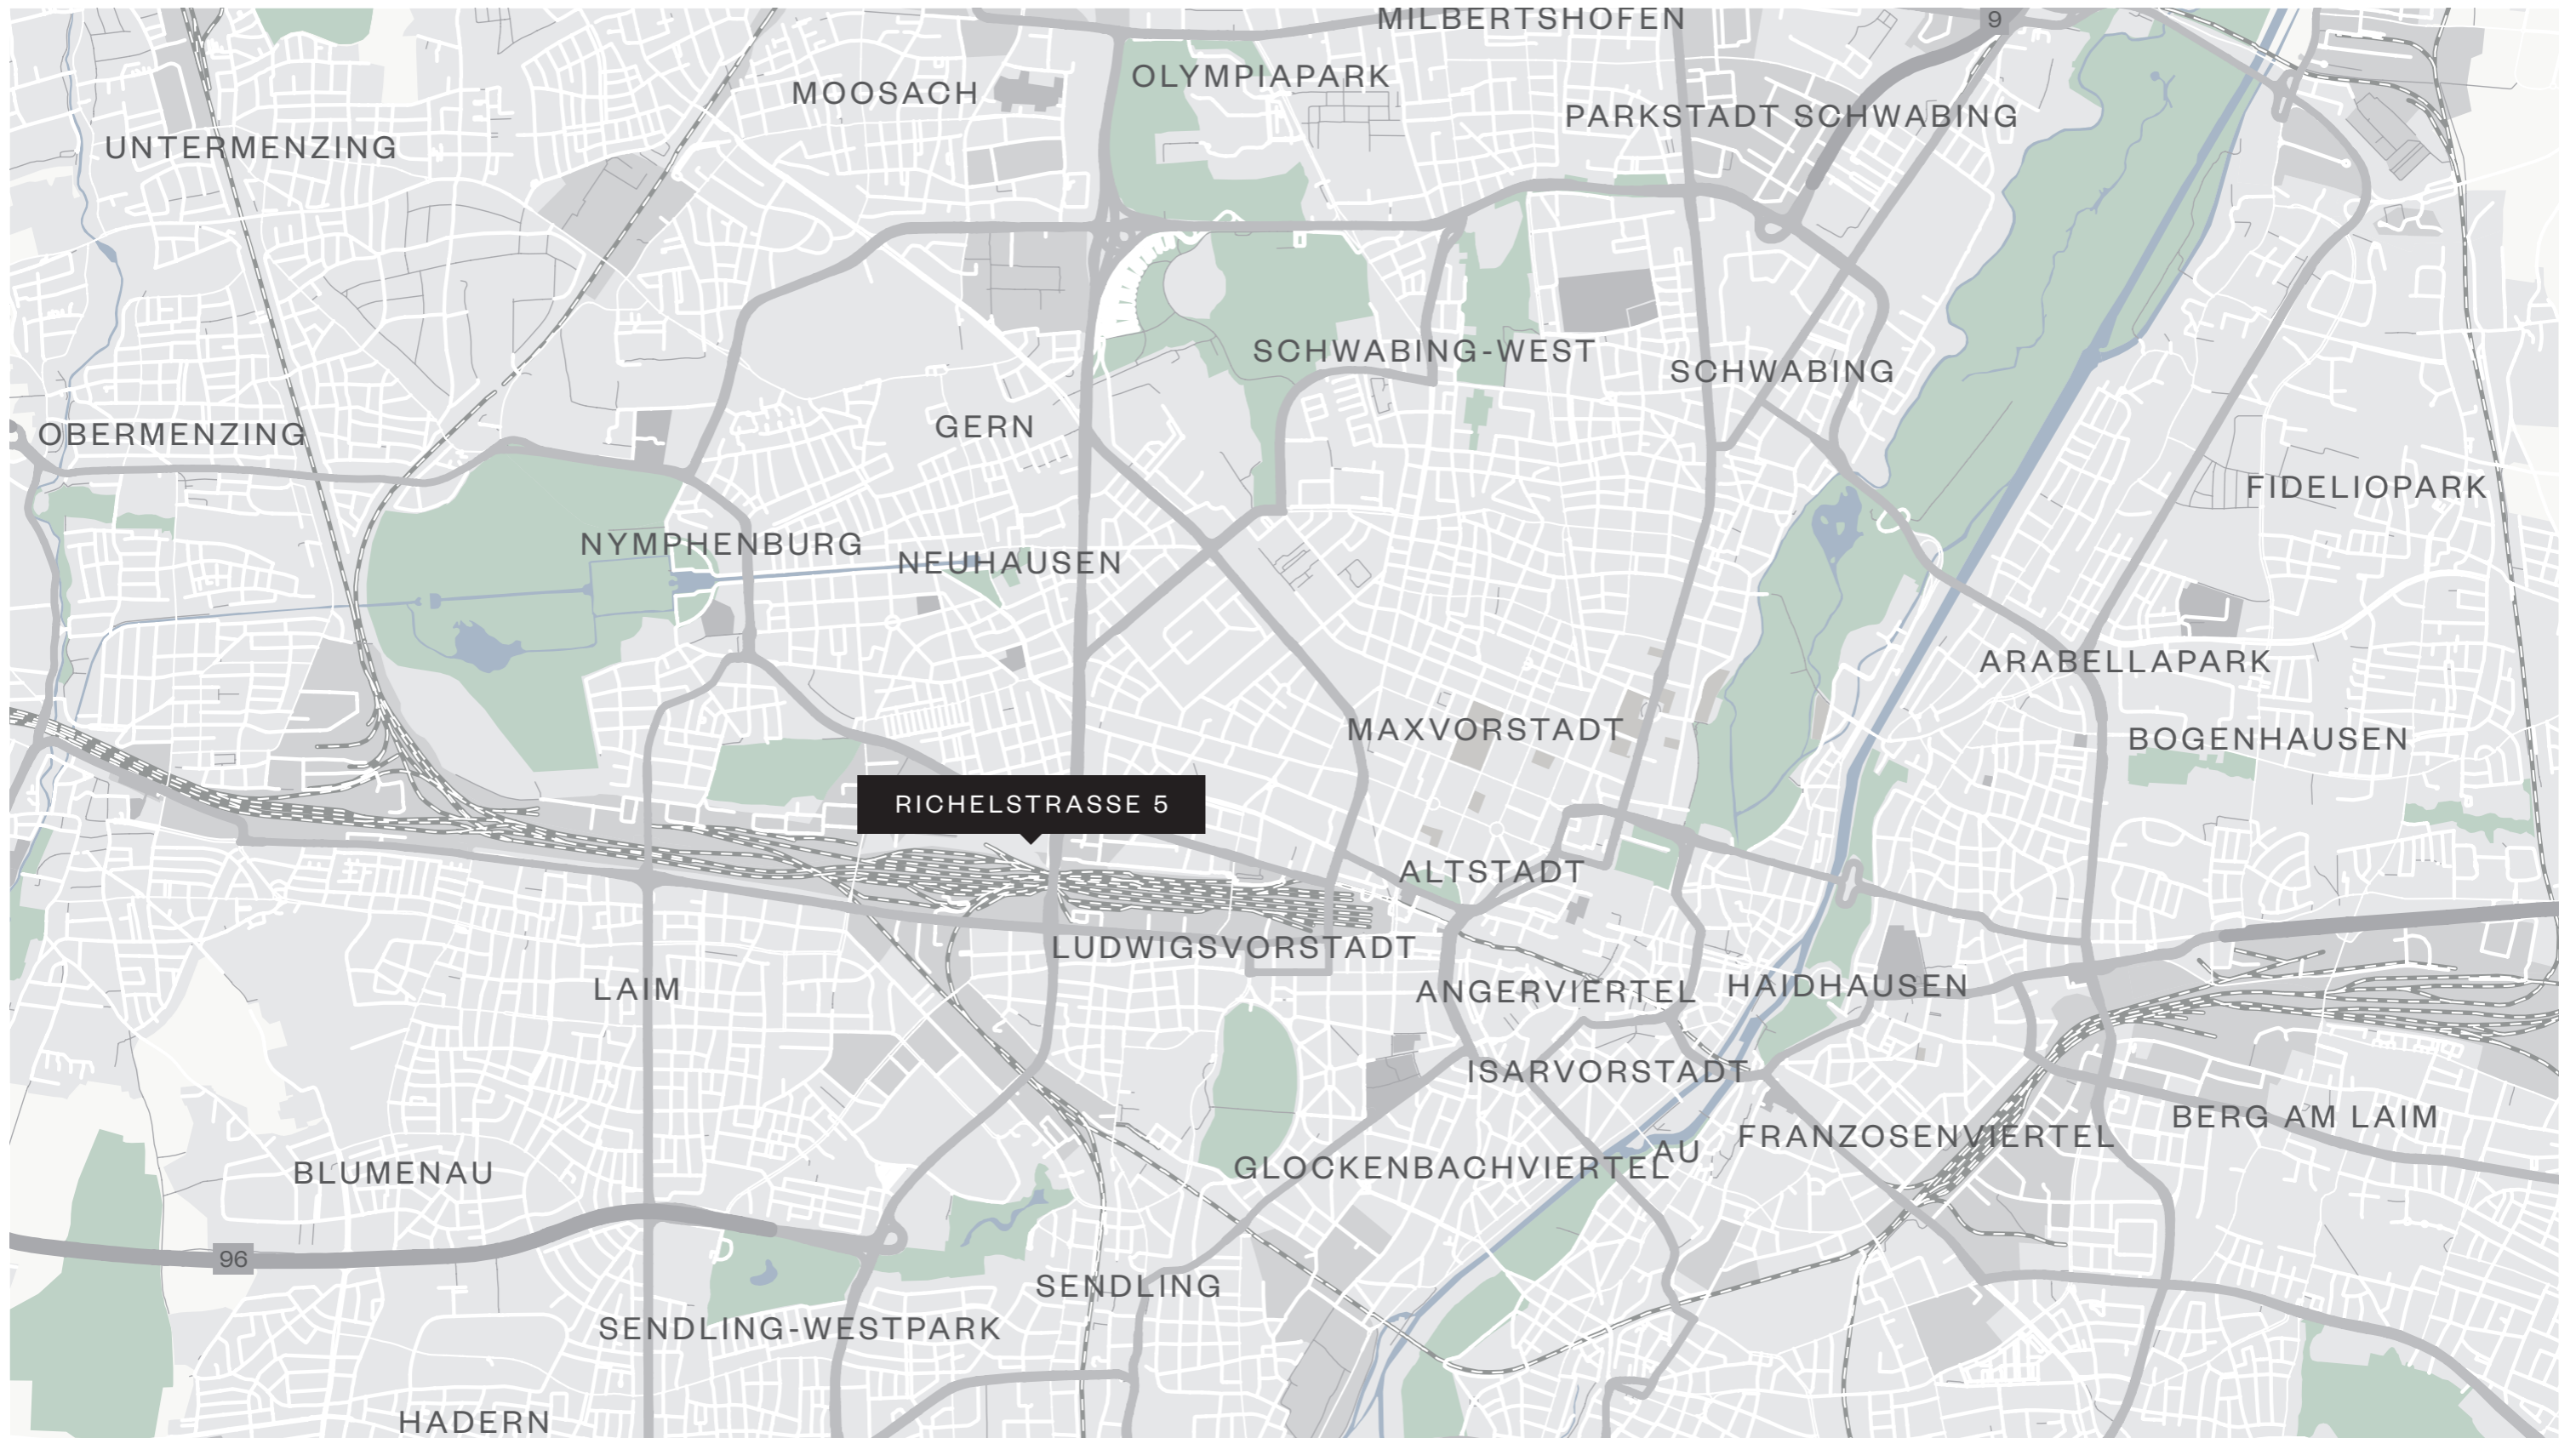 MILBERTSHOFEN
9
OLYMPIAPARK
MOOSACH
PARKSTADT SCHWABING
UNTERMENZING
SCHWABING-WEST
SCHWABING
GERN
OBERMENZING
FIDELIOPARK
NYMPHENBURG
NEUHAUSEN
ARABELLAPARK
MAXVORSTADT
BOGENHAUSEN
RICHELSTRASSE 5
ALTSTADT
LUDWIGSVORSTADT
LAIM
ANGERVIERTEL
HAIDHAUSEN
ISARVORSTADT
BERG AM LAIM
FRANZOSENVIERTEL
AU
GLOCKENBACHVIERTEL
BLUMENAU
96
SENDLING
SENDLING-WESTPARK
HADERN